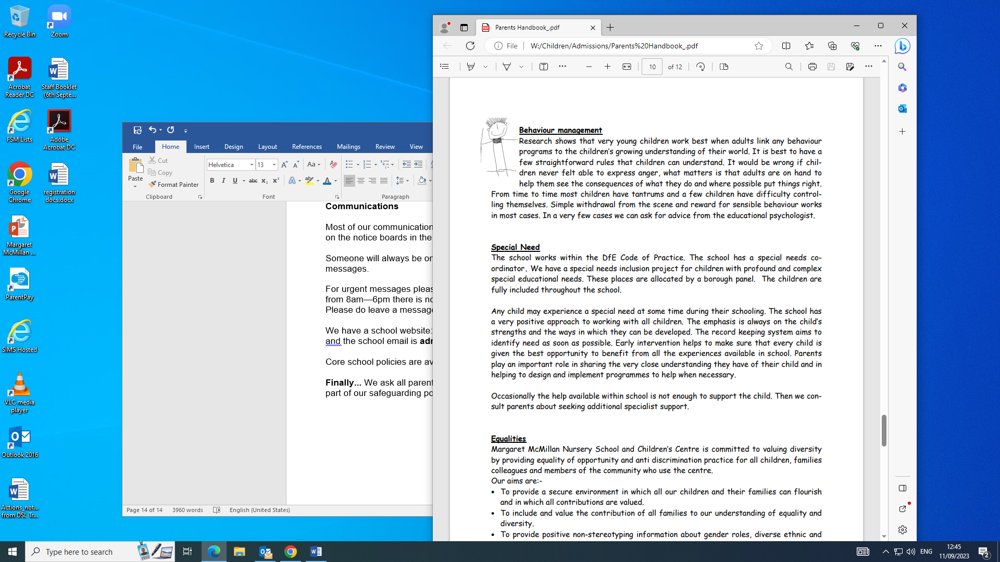 Recycle Bin
Zoom
Acrobat
Reader DC
Staff Booklet
(6th Septe...
FSM Lists
Adobe
Acrobat DC
Google
Chrome
registration
docs.docx
Margaret
McMillan ...
ParentPay
SIMS Hosted
VLC media
player
Outlook 2016
Actions_not...
from DSL Tr...
File
Home
Insert
Design
Layout
References
Mailings
Review
View
Paste
Cut
Copy
Format Painter
Clipboard
Helvetica
13
Font
Paragraph
Communications
Most of our communication
on the notice boards in the
Someone will always be on
messages.
For urgent messages pleas
from 8am—6pm there is no
Please do leave a message
We have a school website:
and the school email is adn
Core school policies are av
Finally... We ask all parent
part of our safeguarding po
Page 14 of 14
3960 words
English (United States)
Parents Handbook_.pdf
File
W:/Children/Admissions/Parents%20Handbook_.pdf
10
of 12
Behaviour management
Research shows that very young children work best when adults link any behaviour
programs to the children's growing understanding of their world. It is best to have a
few straightforward rules that children can understand. It would be wrong if chil-
dren never felt able to express anger, what matters is that adults are on hand to
help them see the consequences of what they do and where possible put things right.
From time to time most children have tantrums and a few children have difficulty control-
ling themselves. Simple withdrawal from the scene and reward for sensible behaviour works
in most cases. In a very few cases we can ask for advice from the educational psychologist.
Special Need
The school works within the DfE Code of Practice. The school has a special needs co-
ordinator. We have a special needs inclusion project for children with profound and complex
special educational needs. These places are allocated by a borough panel. The children are
fully included throughout the school.
Any child may experience a special need at some time during their schooling. The school has
a very positive approach to working with all children. The emphasis is always on the child's
strengths and the ways in which they can be developed. The record keeping system aims to
identify need as soon as possible. Early intervention helps to make sure that every child is
given the best opportunity to benefit from all the experiences available in school. Parents
play an important role in sharing the very close understanding they have of their child and in
helping to design and implement programmes to help when necessary.
Occasionally the help available within school is not enough to support the child. Then we con-
sult parents about seeking additional specialist support.
Equalities
Margaret McMillan Nursery School and Children's Centre is committed to valuing diversity
by providing equality of opportunity and anti discrimination practice for all children, families
colleagues and members of the community who use the centre.
Our aims are:-
• To provide a secure environment in which all our children and their families can flourish
and in which all contributions are valued.
• To include and value the contribution of all families to our understanding of equality and
diversity.
• To provide positive non-stereotyping information about gender roles, diverse ethnic and
Type here to search
ENG
12:45
11/09/2023
2